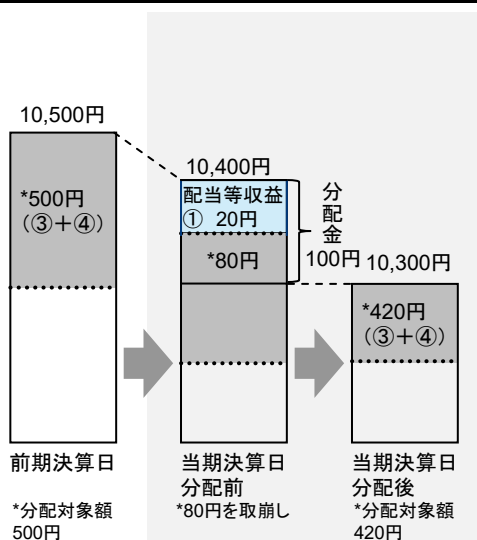 10,500円
*500円
(③+④)
10,400円
配当等収益
① 20円
*80円
分配金
100円
10,300円
*420円
(③+④)
前期決算日
*分配対象額
500円
当期決算日
分配前
*80円を取崩し
当期決算日
分配後
*分配対象額
420円